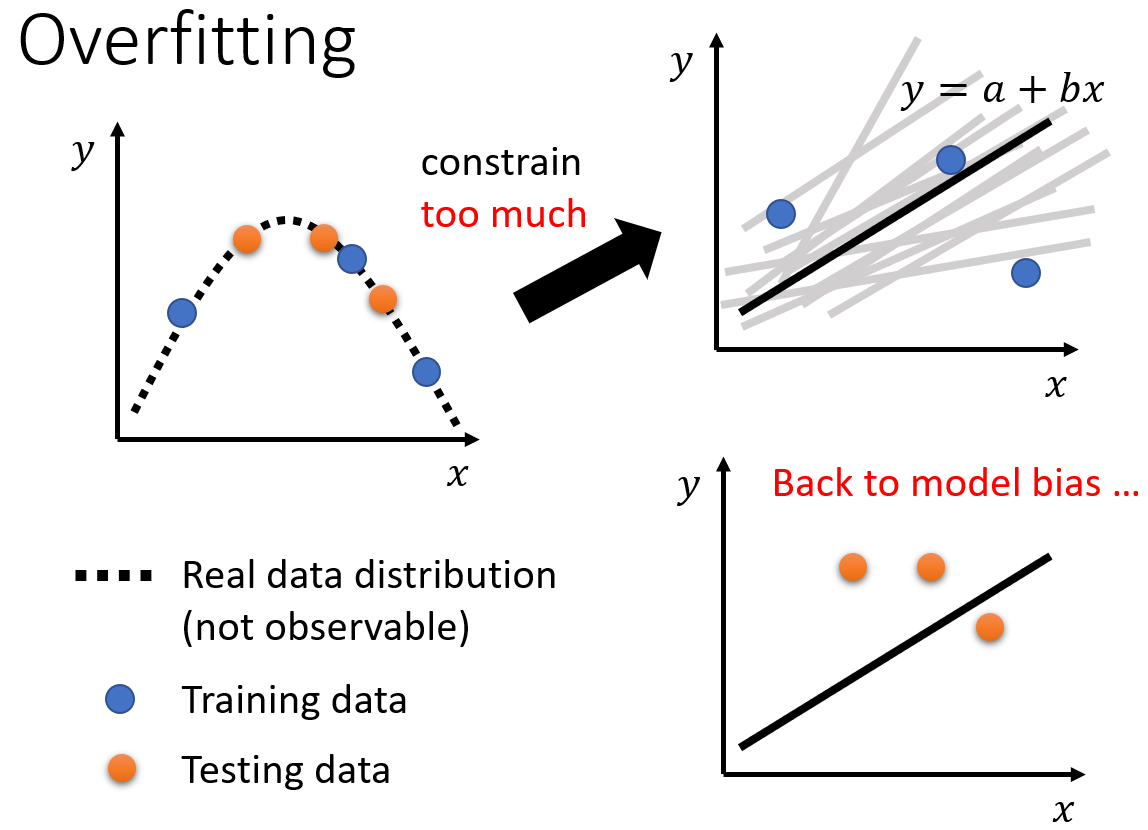 Overfitting
y
x
constrain
too much
y
y = a + bx
x
y
Back to model bias ...
x
Real data distribution
(not observable)
Training data
Testing data